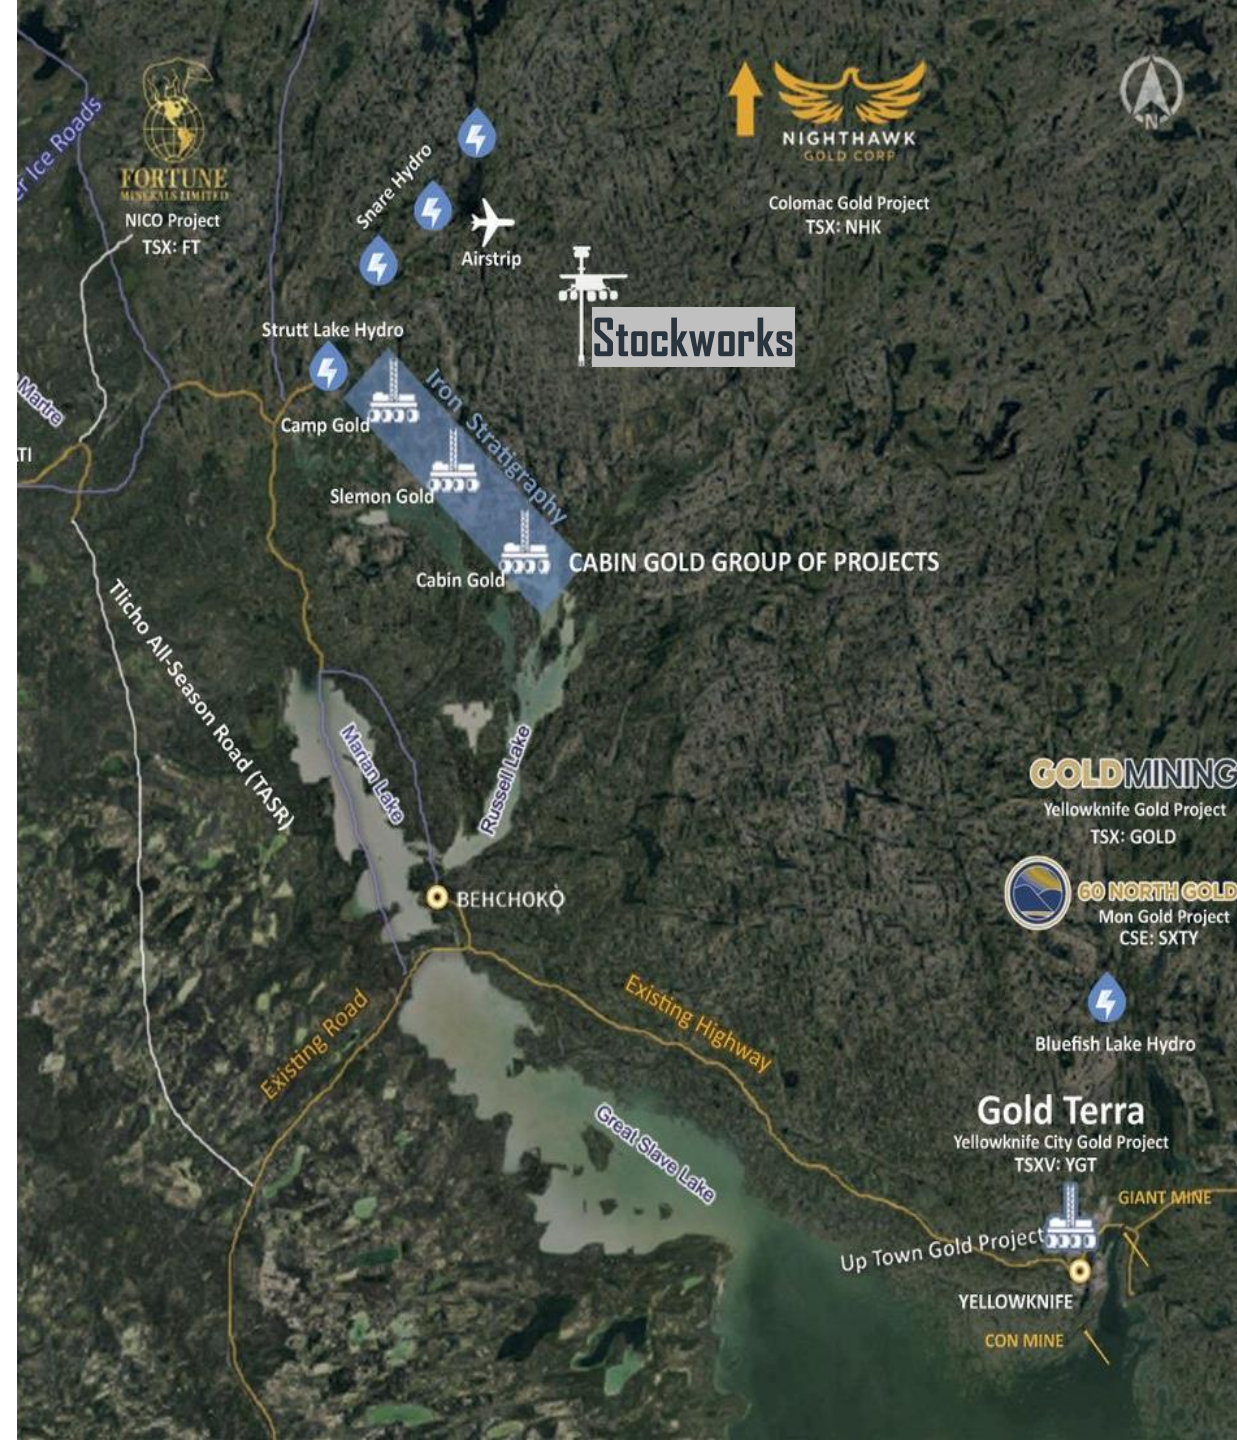 er Ice Roads
FORTUNE
MINERALS LIMITED
NICO Project
TSX: FT
Snare Hydro
Airstrip
NIGHTHAWK
GOLD CORP
Colomac Gold Project
TSX: NHK
N
Stockworks
Strutt Lake Hydro
Iron Stratigraphy
Camp Gold
Slemon Gold
Cabin Gold
CABIN GOLD GROUP OF PROJECTS
Martre
TI
Tlicho All-Season Road (TASR)
Marian Lake
Russell Lake
BEHCHOKǪ̀
GOLDMINING
Yellowknife Gold Project
TSX: GOLD
60 NORTH GOLD
Mon Gold Project
CSE: SXTY
Bluefish Lake Hydro
Existing Road
Existing Highway
Great Slave Lake
Gold Terra
Yellowknife City Gold Project
TSXV: YGT
GIANT MINE
Up Town Gold Project
YELLOWKNIFE
CON MINE